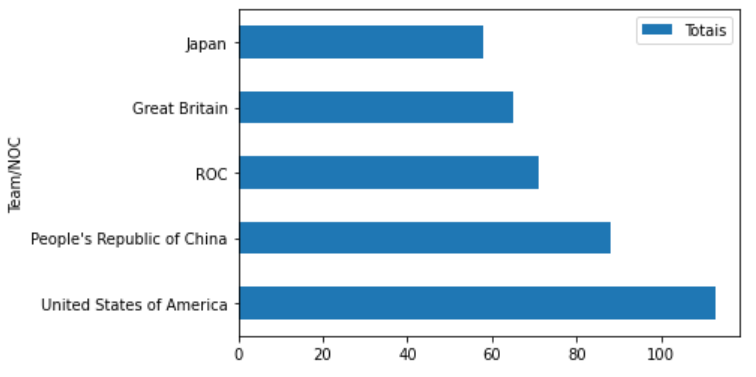 Totais
Japan
Great Britain
ROC
People's Republic of China
United States of America
Team/NOC
0 20 40 60 80 100